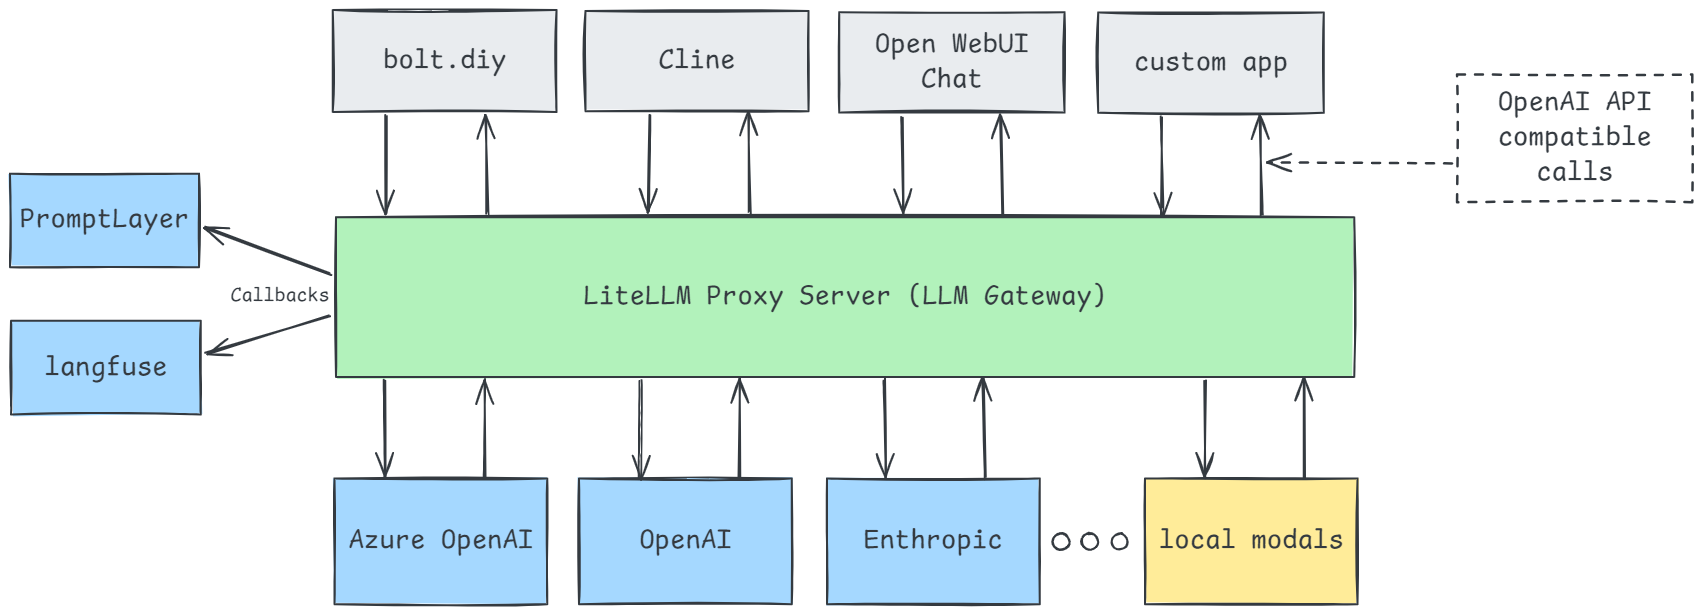 bolt.diy
Cline
Open WebUI
Chat
custom app
OpenAI API
compatible
calls
PromptLayer
Callbacks
langfuse
LiteLLM Proxy Server (LLM Gateway)
Azure OpenAI
OpenAI
Enthropic
local modals